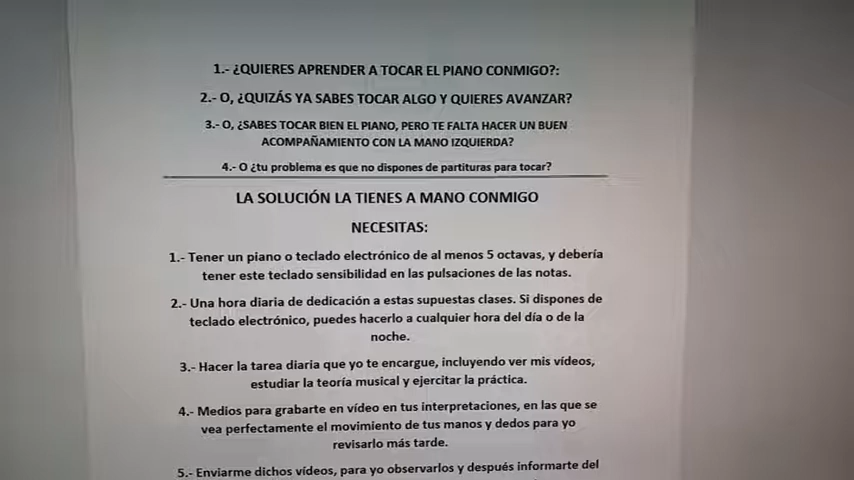 1.- ¿QUIERES APRENDER A TOCAR EL PIANO CONMIGO?:
2.- O, ¿QUIZÁS YA SABES TOCAR ALGO Y QUIERES AVANZAR?
3.- O, ¿SABES TOCAR BIEN EL PIANO, PERO TE FALTA HACER UN BUEN
ACOMPAÑAMIENTO CON LA MANO IZQUIERDA?
4.- O ¿tu problema es que no dispones de partituras para tocar?
LA SOLUCIÓN LA TIENES A MANO CONMIGO
NECESITAS:
1.- Tener un piano o teclado electrónico de al menos 5 octavas, y debería
tener este teclado sensibilidad en las pulsaciones de las notas.
2.- Una hora diaria de dedicación a estas supuestas clases. Si dispones de
teclado electrónico, puedes hacerlo a cualquier hora del día o de la
noche.
3.- Hacer la tarea diaria que yo te encargue, incluyendo ver mis vídeos,
estudiar la teoría musical y ejercitar la práctica.
4.- Medios para grabarte en vídeo en tus interpretaciones, en las que se
vea perfectamente el movimiento de tus manos y dedos para yo
revisarlo más tarde.
5.- Enviarme dichos vídeos, para yo observarlos y después informarte del